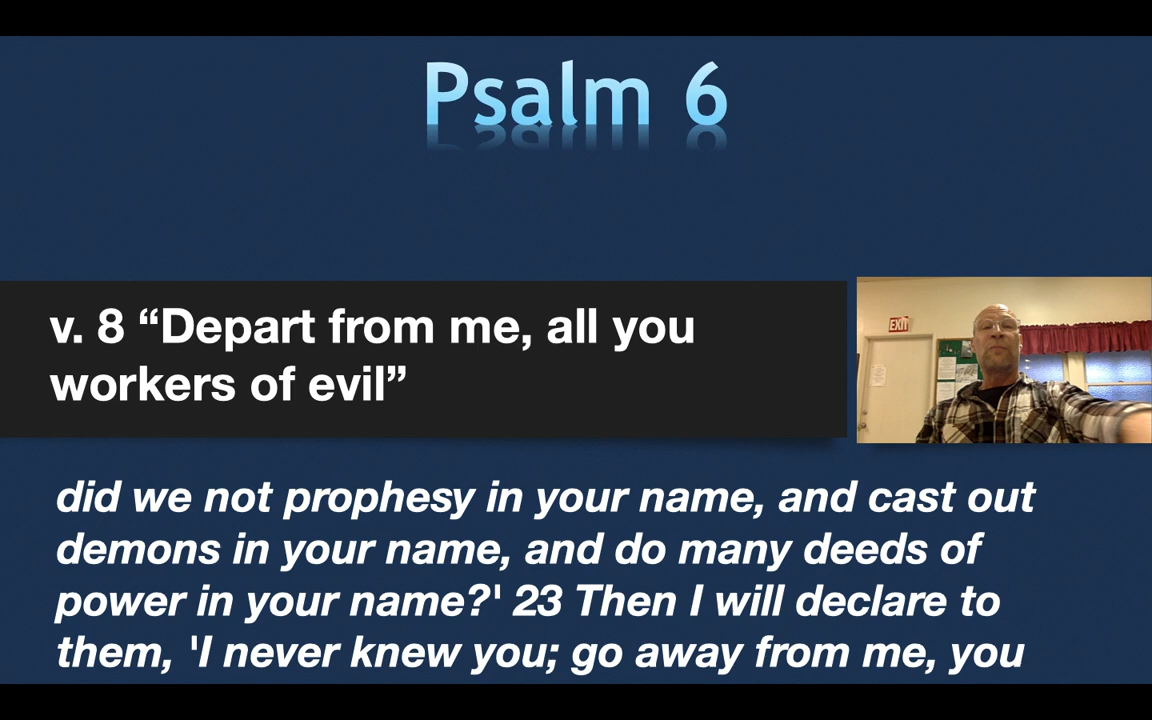 Psalm 6
v. 8 “Depart from me, all you
workers of evil”
EXIT
did we not prophesy in your name, and cast out
demons in your name, and do many deeds of
power in your name?' 23 Then I will declare to
them, 'I never knew you; go away from me, you